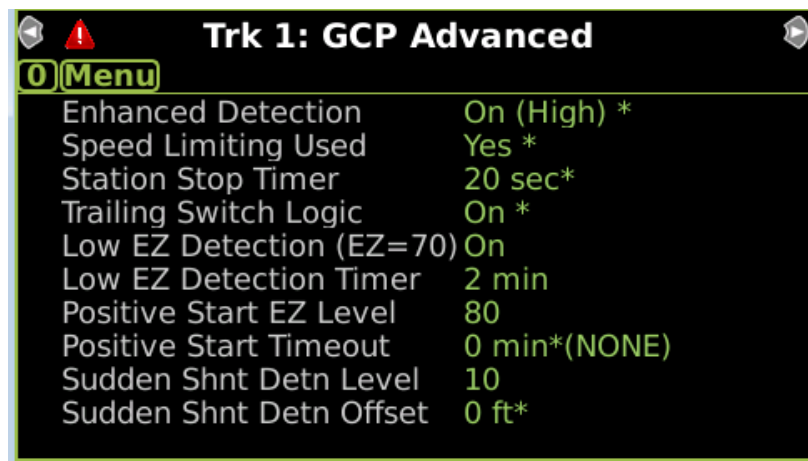 Trk 1: GCP Advanced
0 Menu
Enhanced Detection On (High) *
Speed Limiting Used Yes *
Station Stop Timer 20 sec*
Trailing Switch Logic On *
Low EZ Detection (EZ=70) On
Low EZ Detection Timer 2 min
Positive Start EZ Level 80
Positive Start Timeout 0 min*(NONE)
Sudden Shnt Detn Level 10
Sudden Shnt Detn Offset 0 ft*